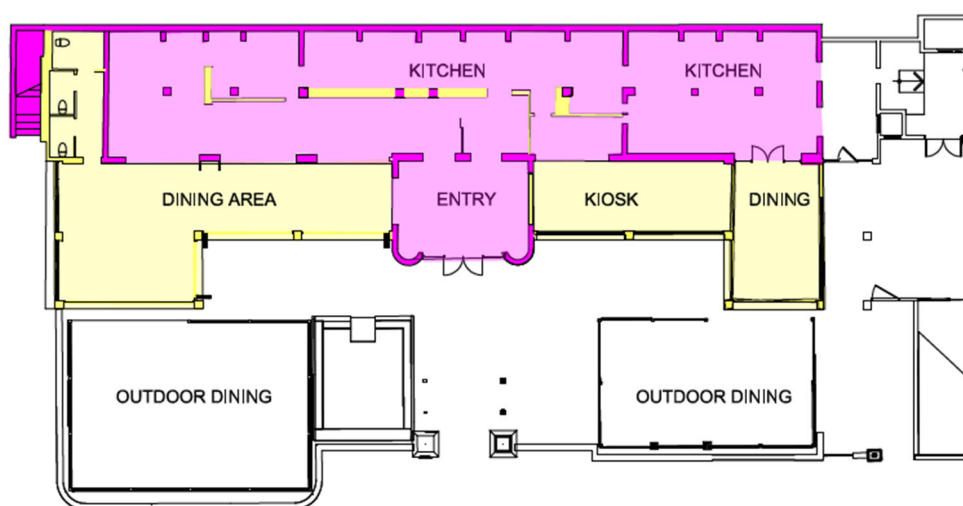 KITCHEN
KITCHEN
DINING AREA
ENTRY
KIOSK
DINING
OUTDOOR DINING
OUTDOOR DINING